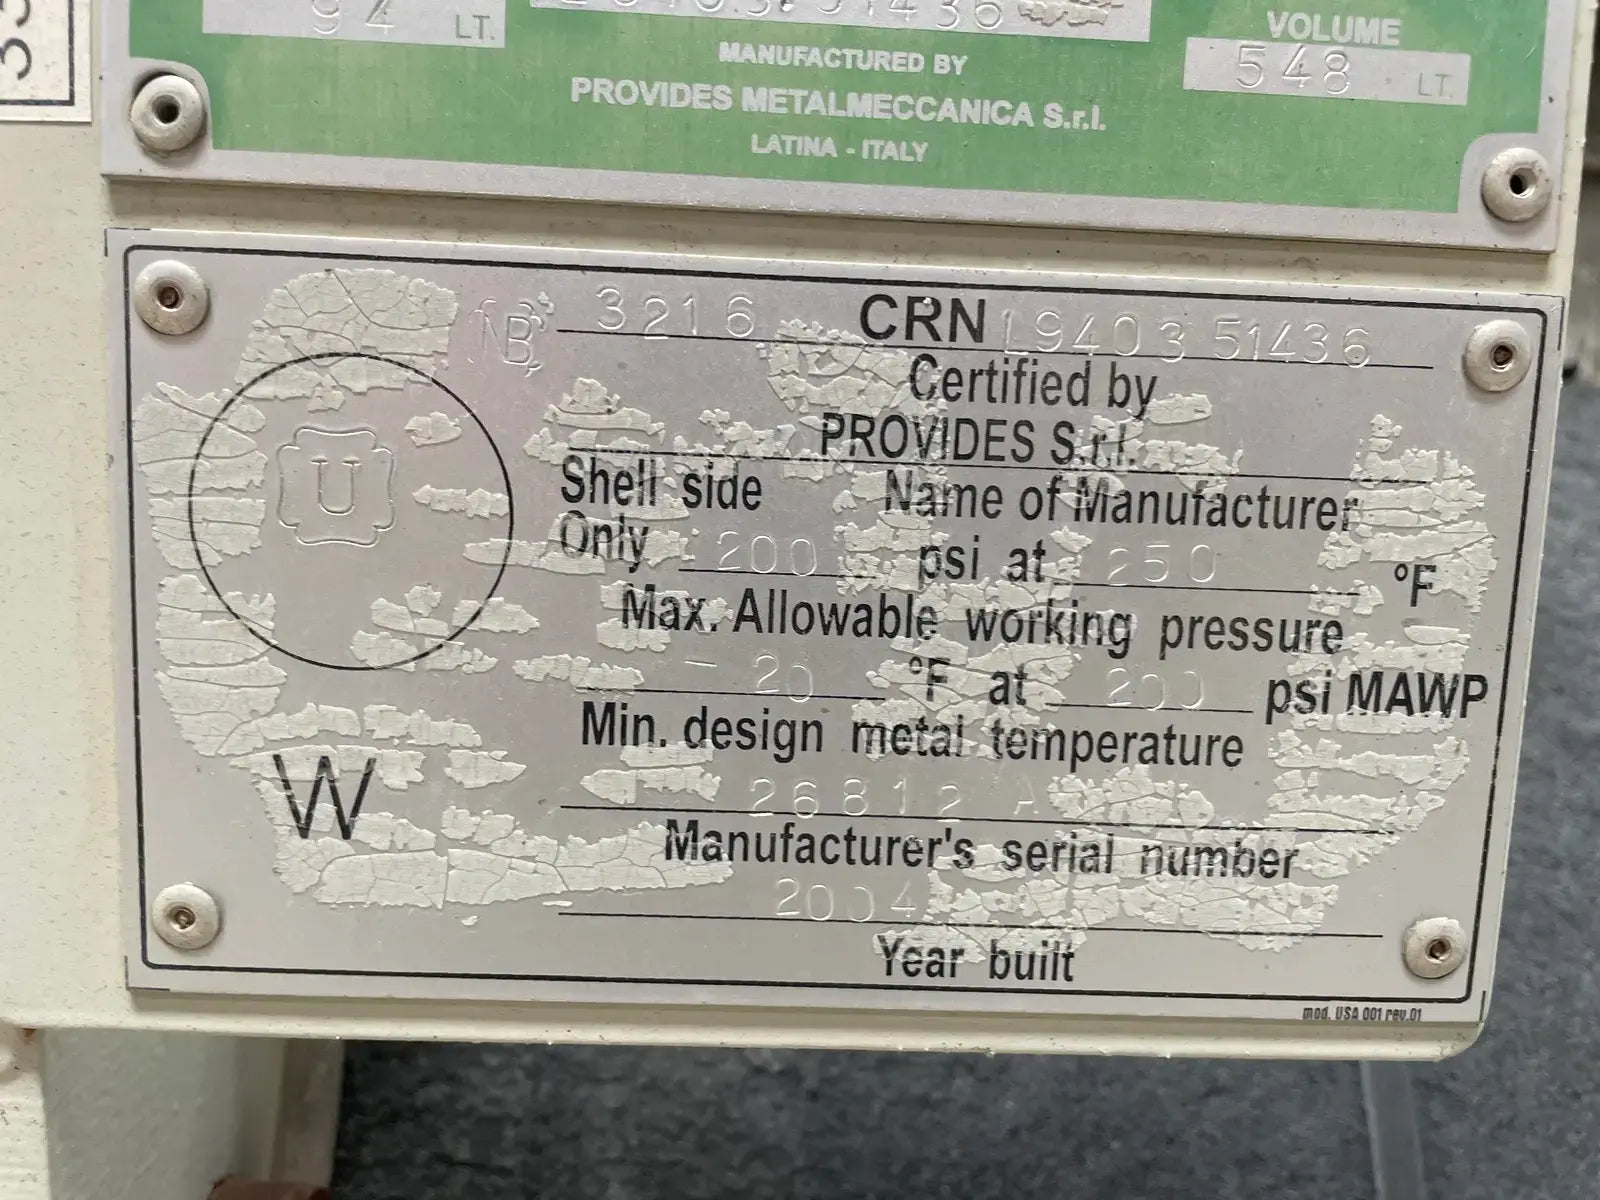 94 LT.
VOLUME
548 LT.
MANUFACTURED BY
PROVIDES METALMECCANICA S.r.l.
LATINA - ITALY
NB 3216 CRN L9403 51436
Certified by
PROVIDES S.r.l.
Shell side Name of Manufacturer
Only 200 psi at 250 °F
Max. Allowable working pressure
- 20 °F at 200 psi MAWP
Min. design metal temperature
U
W
26812 A
Manufacturer's serial number
2004
Year built
mod. USA 001 rev.01